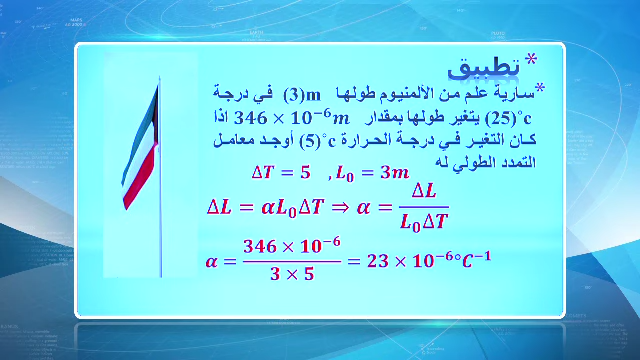 *تطبيق
*سارية علم من الألمنيوم طولها 3)m) في درجة
(25)°c يتغير طولها بمقدار 346 × 10⁻⁶m اذا
كان التغير في درجة الحرارة 5)°c) أوجد معامل
التمدد الطولي له
ΔT = 5 , L₀ = 3m
ΔL = αL₀ΔT ⇒ α = ΔL / L₀ΔT
α = 346 × 10⁻⁶ / 3 × 5 = 23 × 10⁻⁶°C⁻¹